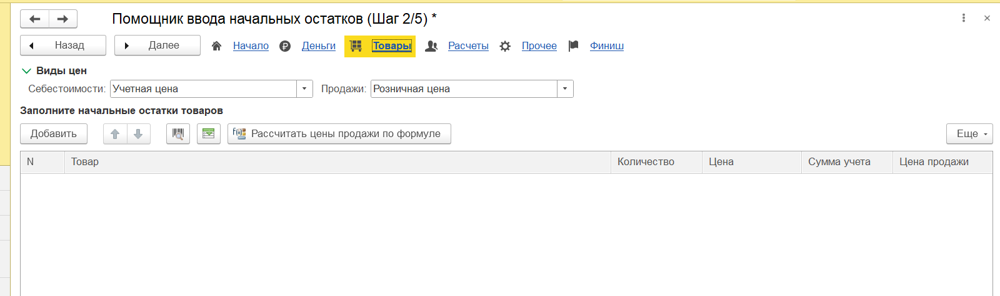 Помощник ввода начальных остатков (Шаг 2/5) *
Назад Далее Начало Деньги Товары Расчеты Прочее Финиш
Виды цен
Себестоимости: Учетная цена Продажи: Розничная цена
Заполните начальные остатки товаров
Добавить Рассчитать цены продажи по формуле Еще
N Товар Количество Цена Сумма учета Цена продажи